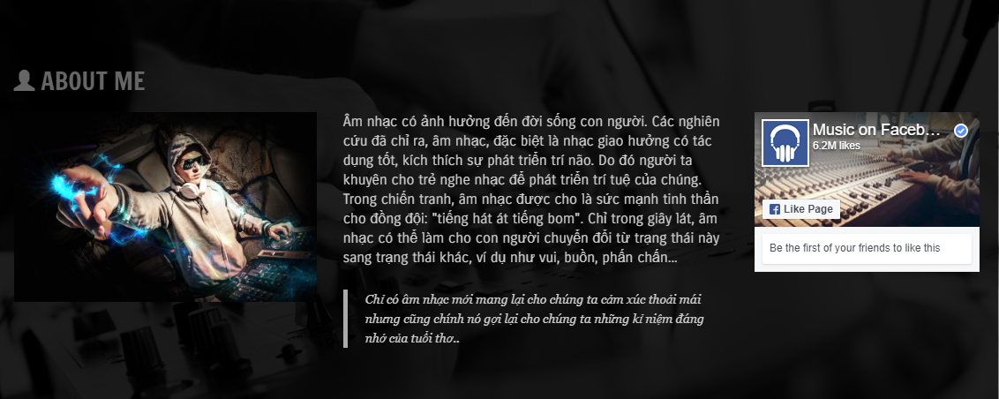 ABOUT ME
Âm nhạc có ảnh hưởng đến đời sống con người. Các nghiên
cứu đã chỉ ra, âm nhạc, đặc biệt là nhạc giao hưởng có tác
dụng tốt, kích thích sự phát triển trí não. Do đó người ta
khuyên cho trẻ nghe nhạc để phát triển trí tuệ của chúng.
Trong chiến tranh, âm nhạc được cho là sức mạnh tinh thần
cho đồng đội: "tiếng hát át tiếng bom". Chỉ trong giây lát, âm
nhạc có thể làm cho con người chuyển đổi từ trạng thái này
sang trạng thái khác, ví dụ như vui, buồn, phấn chấn...
Chỉ có âm nhạc mới mang lại cho chúng ta cảm xúc thoải mái
nhưng cũng chính nó gợi lại cho chúng ta những kỉ niệm đáng
nhớ của tuổi thơ..
Music on Faceb...
6.2M likes
Like Page
Be the first of your friends to like this